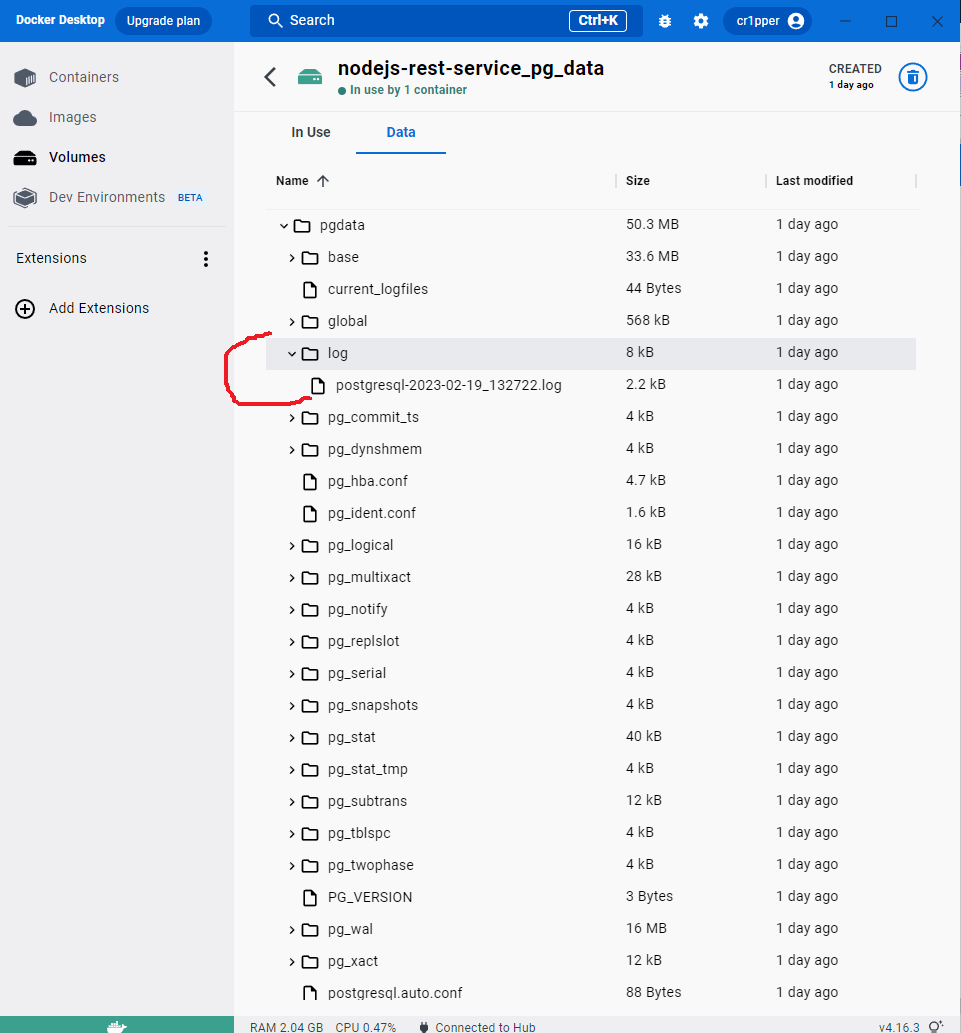 Docker Desktop Upgrade plan Search Ctrl+K cr1pper
Containers
Images
Volumes
Dev Environments BETA
Extensions
Add Extensions
nodejs-rest-service_pg_data
In use by 1 container
CREATED
1 day ago
In Use Data
Name Size Last modified
pgdata 50.3 MB 1 day ago
base 33.6 MB 1 day ago
current_logfiles 44 Bytes 1 day ago
global 568 kB 1 day ago
log 8 kB 1 day ago
postgresql-2023-02-19_132722.log 2.2 kB 1 day ago
pg_commit_ts 4 kB 1 day ago
pg_dynshmem 4 kB 1 day ago
pg_hba.conf 4.7 kB 1 day ago
pg_ident.conf 1.6 kB 1 day ago
pg_logical 16 kB 1 day ago
pg_multixact 28 kB 1 day ago
pg_notify 4 kB 1 day ago
pg_replslot 4 kB 1 day ago
pg_serial 4 kB 1 day ago
pg_snapshots 4 kB 1 day ago
pg_stat 40 kB 1 day ago
pg_stat_tmp 4 kB 1 day ago
pg_subtrans 12 kB 1 day ago
pg_tblspc 4 kB 1 day ago
pg_twophase 4 kB 1 day ago
PG_VERSION 3 Bytes 1 day ago
pg_wal 16 MB 1 day ago
pg_xact 12 kB 1 day ago
postgresql.auto.conf 88 Bytes 1 day ago
RAM 2.04 GB CPU 0.47% Connected to Hub v4.16.3